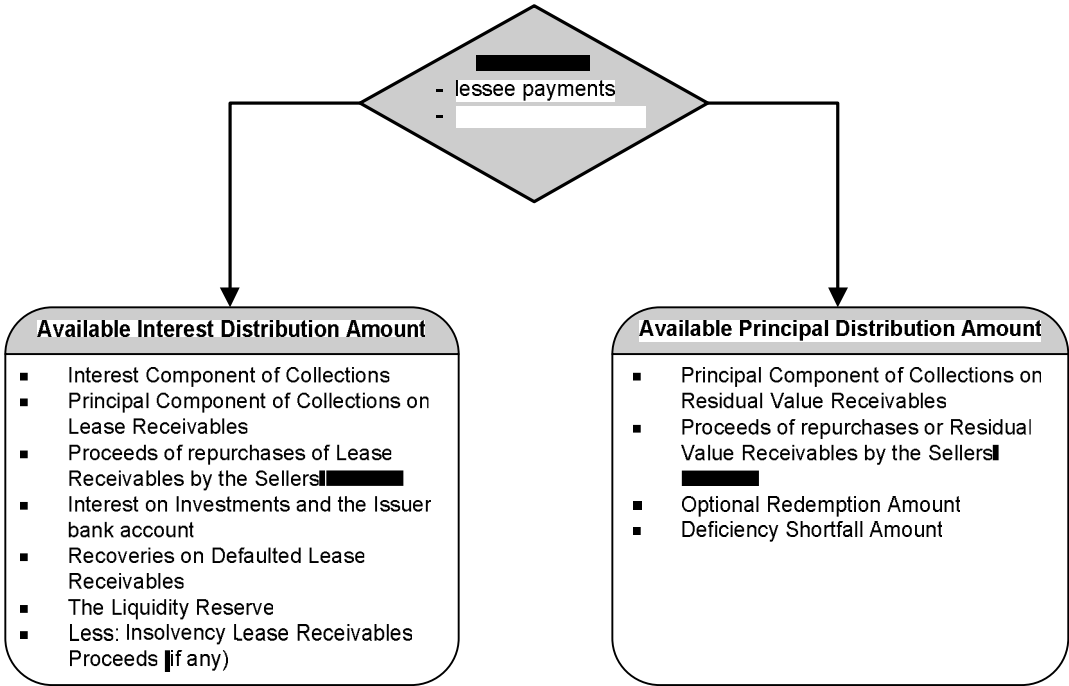 - lessee payments
-
Available Interest Distribution Amount
▪ Interest Component of Collections
▪ Principal Component of Collections on
Lease Receivables
▪ Proceeds of repurchases of Lease
Receivables by the Sellers
▪ Interest on Investments and the Issuer
bank account
▪ Recoveries on Defaulted Lease
Receivables
▪ The Liquidity Reserve
▪ Less: Insolvency Lease Receivables
Proceeds if any)
Available Principal Distribution Amount
▪ Principal Component of Collections on
Residual Value Receivables
▪ Proceeds of repurchases or Residual
Value Receivables by the Sellers
▪ Optional Redemption Amount
▪ Deficiency Shortfall Amount